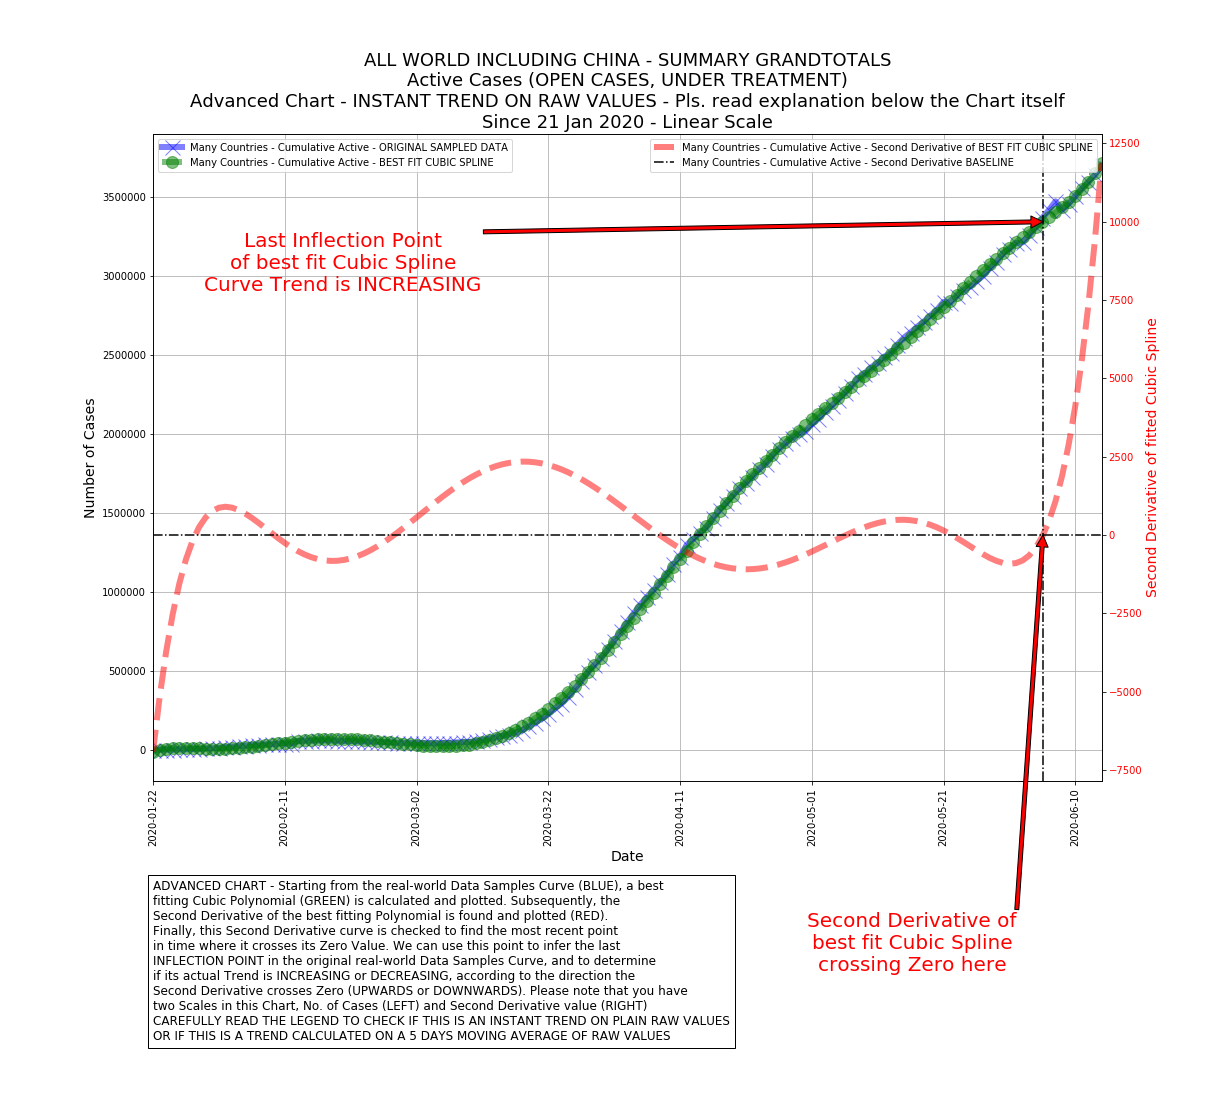 ALL WORLD INCLUDING CHINA - SUMMARY GRANDTOTALS
Active Cases (OPEN CASES, UNDER TREATMENT)
Advanced Chart - INSTANT TREND ON RAW VALUES - Pls. read explanation below the Chart itself
Since 21 Jan 2020 - Linear Scale
Many Countries - Cumulative Active - ORIGINAL SAMPLED DATA
Many Countries - Cumulative Active - BEST FIT CUBIC SPLINE
Many Countries - Cumulative Active - Second Derivative of BEST FIT CUBIC SPLINE
Many Countries - Cumulative Active - Second Derivative BASELINE
Last Inflection Point
of best fit Cubic Spline
Curve Trend is INCREASING
Number of Cases
3500000
3000000
2500000
2000000
1500000
1000000
500000
0
12500
10000
7500
5000
2500
0
−2500
−5000
−7500
Second Derivative of fitted Cubic Spline
2020-01-22
2020-02-11
2020-03-02
2020-03-22
2020-04-11
2020-05-01
2020-05-21
2020-06-10
Date
ADVANCED CHART - Starting from the real-world Data Samples Curve (BLUE), a best
fitting Cubic Polynomial (GREEN) is calculated and plotted. Subsequently, the
Second Derivative of the best fitting Polynomial is found and plotted (RED).
Finally, this Second Derivative curve is checked to find the most recent point
in time where it crosses its Zero Value. We can use this point to infer the last
INFLECTION POINT in the original real-world Data Samples Curve, and to determine
if its actual Trend is INCREASING or DECREASING, according to the direction the
Second Derivative crosses Zero (UPWARDS or DOWNWARDS). Please note that you have
two Scales in this Chart, No. of Cases (LEFT) and Second Derivative value (RIGHT)
CAREFULLY READ THE LEGEND TO CHECK IF THIS IS AN INSTANT TREND ON PLAIN RAW VALUES
OR IF THIS IS A TREND CALCULATED ON A 5 DAYS MOVING AVERAGE OF RAW VALUES
Second Derivative of
best fit Cubic Spline
crossing Zero here